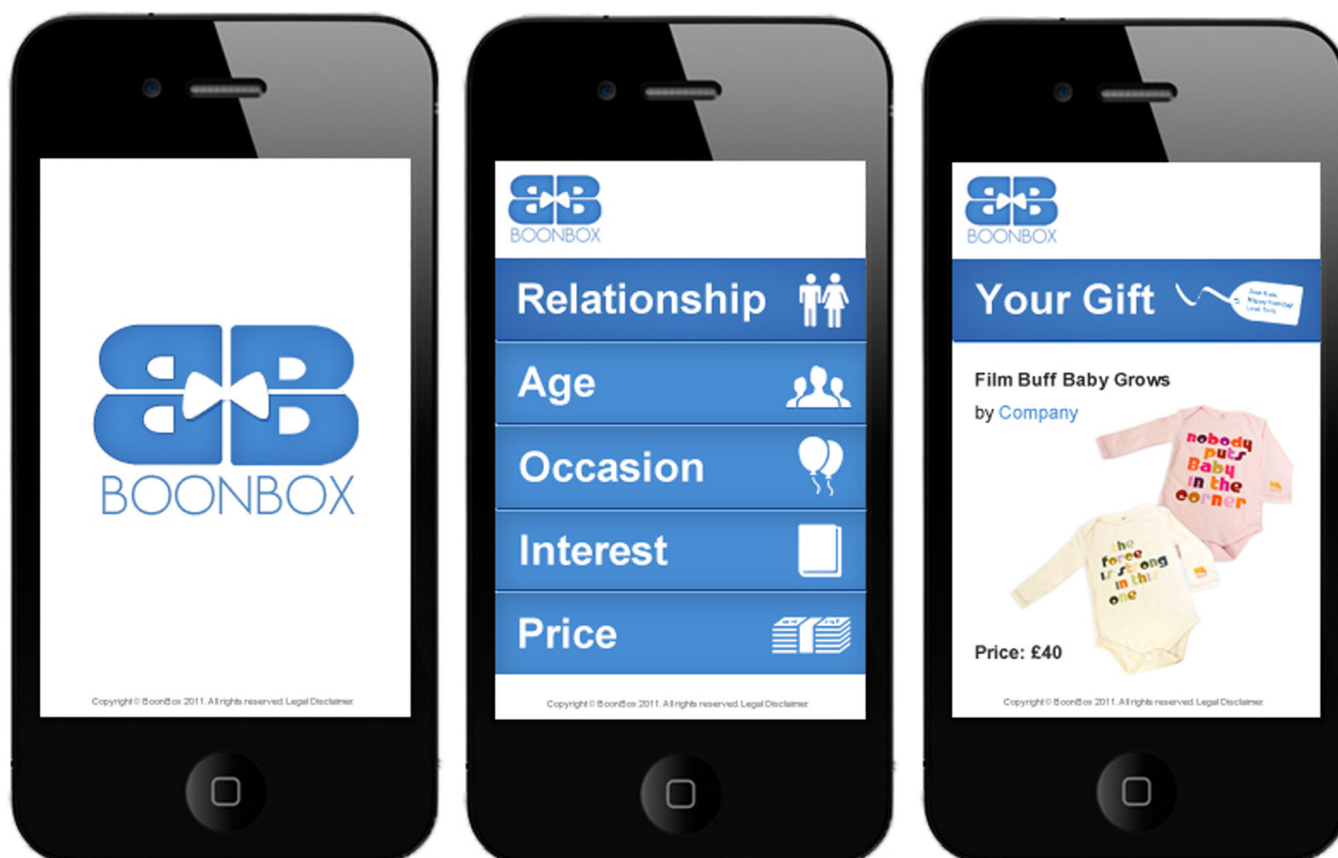 BB
BOONBOX
Copyright © BoonBox 2011. All rights reserved. Legal Disclaimer.
BB
BOONBOX
Relationship
Age
Occasion
Interest
Price
Copyright © BoonBox 2011. All rights reserved. Legal Disclaimer.
BB
BOONBOX
Your Gift
Film Buff Baby Grows
by Company
nobody
puts
Baby
in the
corner
the
force
is strong
in this
one
Price: £40
Copyright © BoonBox 2011. All rights reserved. Legal Disclaimer.